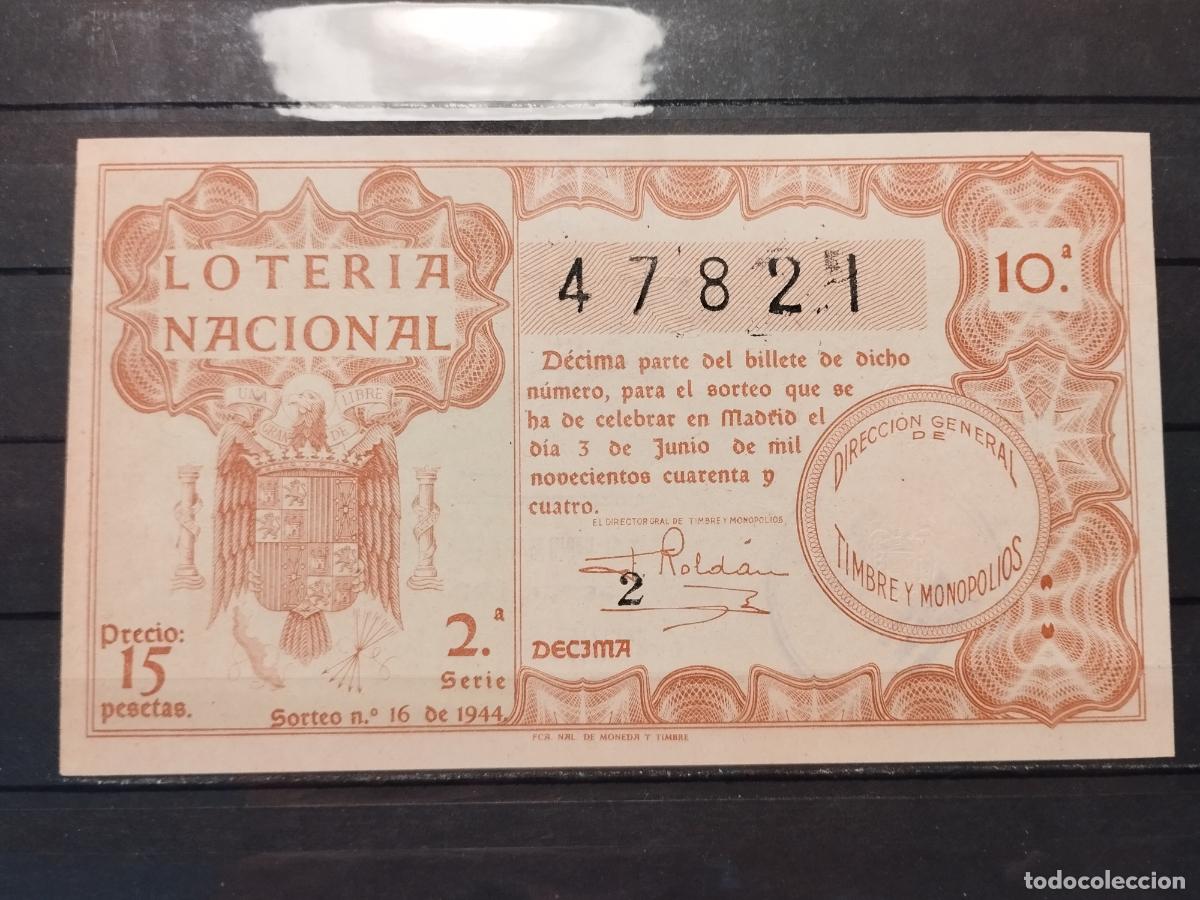 LOTERIA
NACIONAL
UNA
LIBRE
GRANDE
Precio:
15
pesetas.
2.ª
Serie
Sorteo n.º 16 de 1944.
47821
10.ª
Décima parte del billete de dicho
número, para el sorteo que se
ha de celebrar en Madrid el
día 3 de Junio de mil
novecientos cuarenta y
cuatro.
EL DIRECTOR GRAL DE TIMBRE Y MONOPOLIOS,
F Roldán
2
DECIMA
DIRECCIÓN GENERAL
DE
TIMBRE Y MONOPOLIOS
FCA. NAL. DE MONEDA Y TIMBRE
todocoleccion